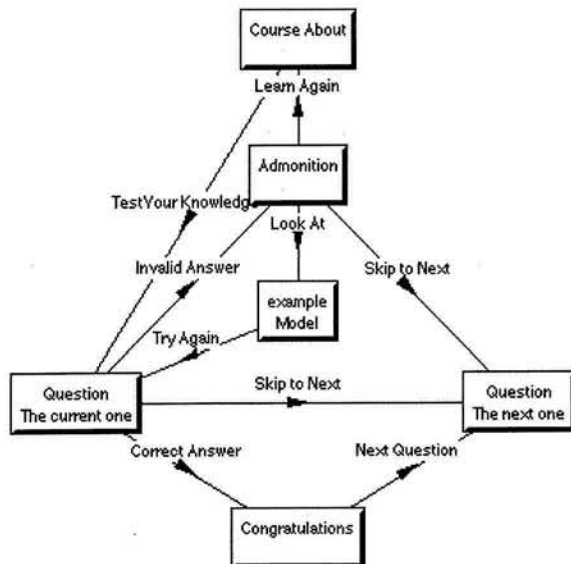 Course About
Learn Again
Admonition
TestYour Knowledg
Look At
Invalid Answer
Skip to Next
example
Model
Try Again
Question
The current one
Skip to Next
Question
The next one
Correct Answer
Next Question
Congratulations